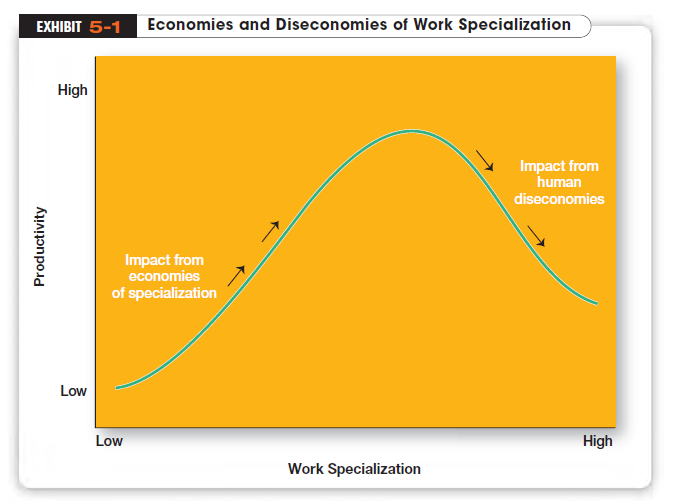 EXHIBIT 5-1 Economies and Diseconomies of Work Specialization
High
Impact from
human
diseconomies
Productivity
Impact from
economies
of specialization
Low
Low High
Work Specialization